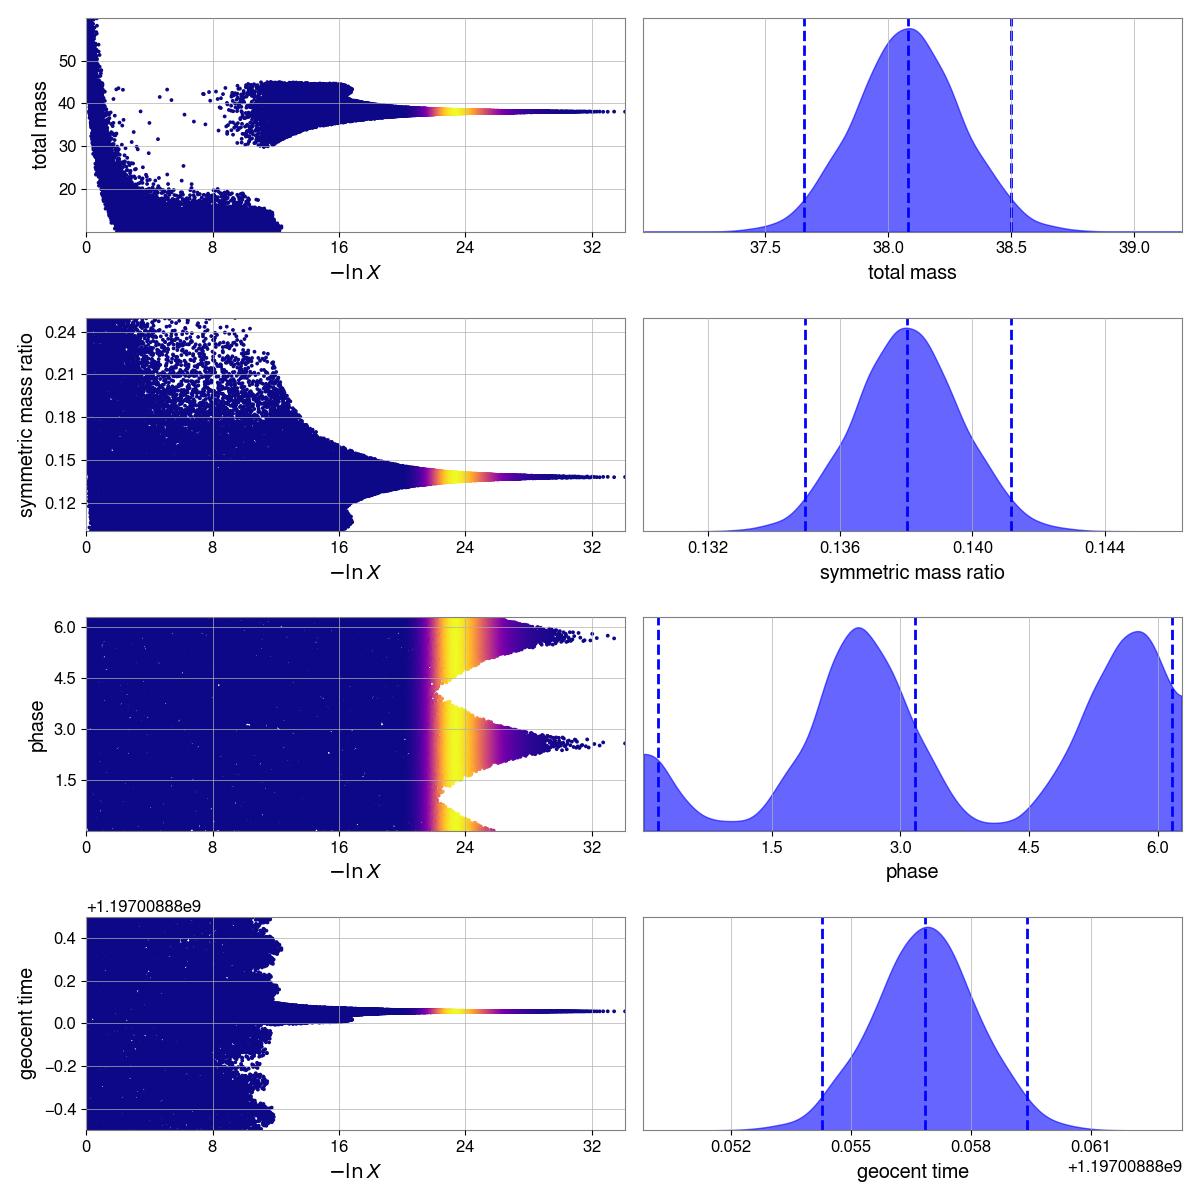 total mass
50
40
30
20
0 8 16 24 32
−ln X
37.5 38.0 38.5 39.0
total mass
symmetric mass ratio
0.24
0.21
0.18
0.15
0.12
0 8 16 24 32
−ln X
0.132 0.136 0.140 0.144
symmetric mass ratio
phase
6.0
4.5
3.0
1.5
0 8 16 24 32
−ln X
1.5 3.0 4.5 6.0
phase
+1.19700888e9
geocent time
0.4
0.2
0.0
−0.2
−0.4
0 8 16 24 32
−ln X
0.052 0.055 0.058 0.061
+1.19700888e9
geocent time